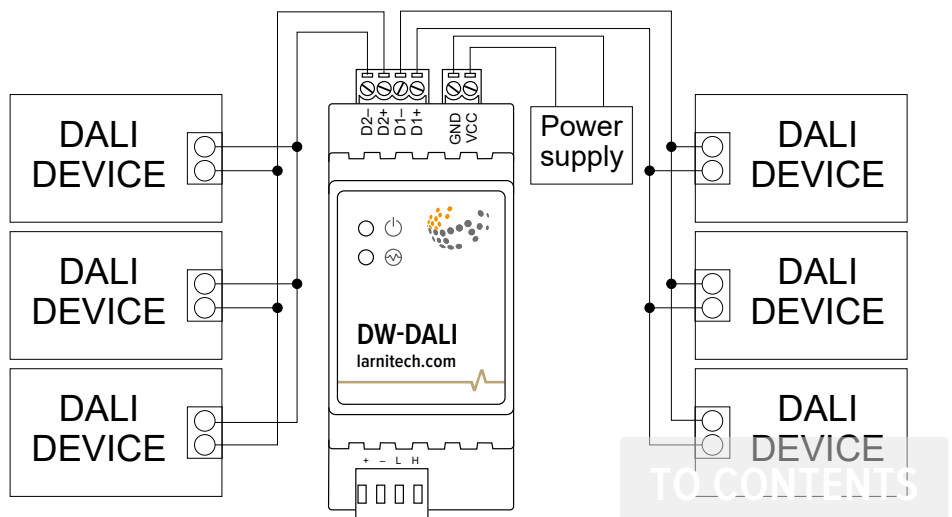 D2–
D2+
D1–
D1+
GND
VCC
DALI
DEVICE
DALI
DEVICE
DALI
DEVICE
Power
supply
DALI
DEVICE
DALI
DEVICE
DALI
DEVICE
DW-DALI
larnitech.com
+ – L H
TO CONTENTS